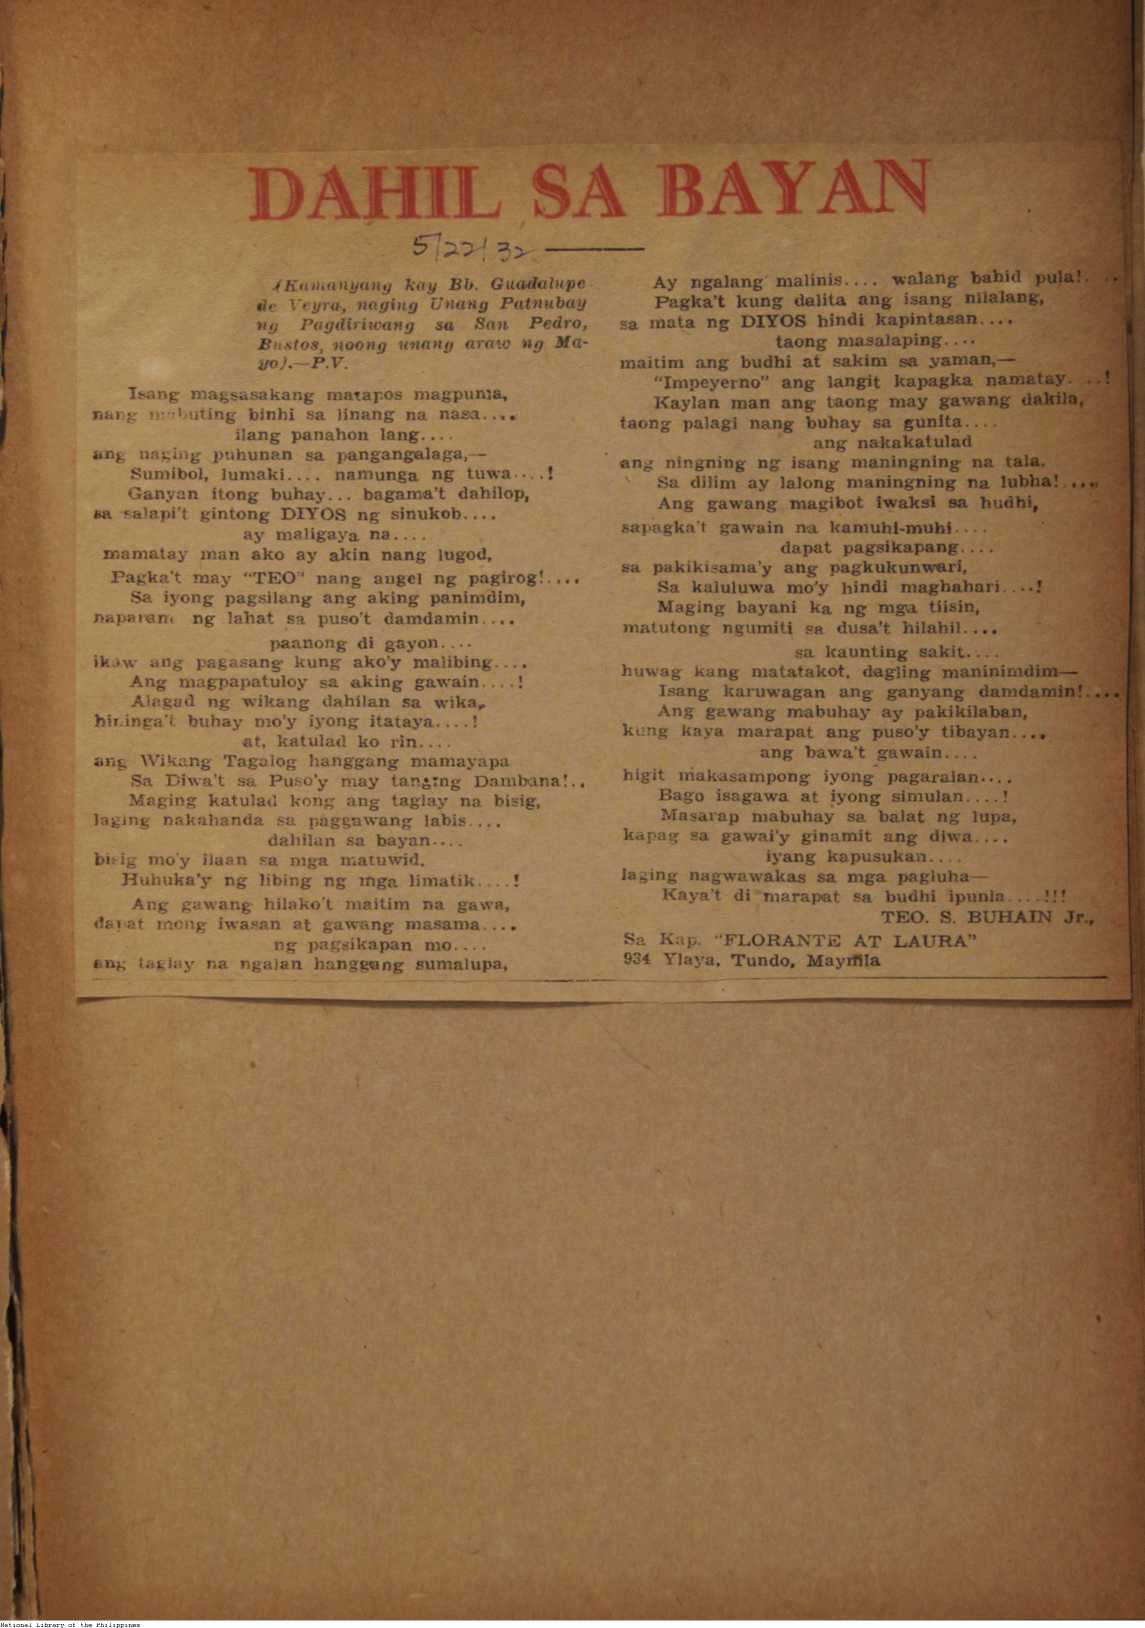 DAHIL SA BAYAN
5/22/32
(Kamanyang kay Bb. Guadalupe
de Veyra, naging Unang Patnubay
ng Pagdiriwang sa San Pedro,
Bustos, noong unang araw ng Ma-
yo).—P.V.
Isang magsasakang matapos magpunla,
nang mabuting binhi sa linang na nasa....
ilang panahon lang....
ang naging puhunan sa pangangalaga,—
Sumibol, lumaki.... namunga ng tuwa....!
Ganyan itong buhay... bagama't dahilop,
sa salapi't gintong DIYOS ng sinukob....
ay maligaya na....
mamatay man ako ay akin nang lugod,
Pagka't may "TEO" nang angel ng pagirog!....
Sa iyong pagsilang ang aking panimdim,
naparam ng lahat sa puso't damdamin....
paanong di gayon....
ikaw ang pagasang kung ako'y malibing....
Ang magpapatuloy sa aking gawain....!
Alagad ng wikang dahilan sa wika,
hininga't buhay mo'y iyong itataya....!
at, katulad ko rin....
ang Wikang Tagalog hanggang mamayapa
Sa Diwa't sa Puso'y may tanging Dambana!..
Maging katulad kong ang taglay na bisig,
laging nakahanda sa paggawang labis....
dahilan sa bayan....
bisig mo'y ilaan sa mga matuwid,
Huhuka'y ng libing ng mga limatik....!
Ang gawang hilako't maitim na gawa,
dapat mong iwasan at gawang masama....
ng pagsikapan mo....
ang taglay na ngalan hanggang sumalupa,
Ay ngalang malinis.... walang bahid pula!....
Pagka't kung dalita ang isang nilalang,
sa mata ng DIYOS hindi kapintasan....
taong masalaping....
maitim ang budhi at sakim sa yaman,—
"Impeyerno" ang langit kapagka namatay....!
Kaylan man ang taong may gawang dakila,
taong palagi nang buhay sa gunita....
ang nakakatulad
ang ningning ng isang maningning na tala.
Sa dilim ay lalong maningning na lubha!....
Ang gawang magibot iwaksi sa hudhi,
sapagka't gawain na kamuhi-muhi....
dapat pagsikapang....
sa pakikisama'y ang pagkukunwari,
Sa kaluluwa mo'y hindi maghahari....!
Maging bayani ka ng mga tiisin,
matutong ngumiti sa dusa't hilahil....
sa kaunting sakit....
huwag kang matatakot, dagling maninimdim—
Isang karuwagan ang ganyang damdamin!....
Ang gawang mabuhay ay pakikilaban,
kung kaya marapat ang puso'y tibayan....
ang bawa't gawain....
higit makasampong iyong pagaralan....
Bago isagawa at iyong simulan....!
Masarap mabuhay sa balat ng lupa,
kapag sa gawai'y ginamit ang diwa....
iyang kapusukan....
laging nagwawakas sa mga pagluha—
Kaya't di marapat sa budhi ipunla....!!!
TEO. S. BUHAIN Jr.,
Sa Kap. "FLORANTE AT LAURA"
934 Ylaya, Tundo, Maynila
National Library of the Philippines